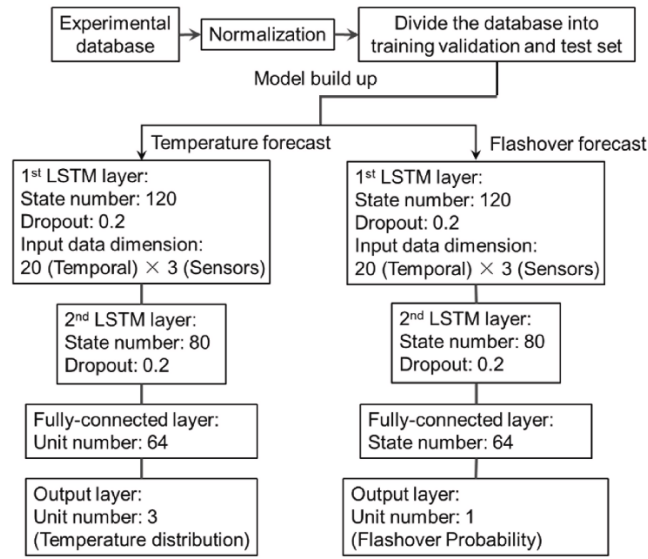 Experimental
database
Normalization
Divide the database into
training validation and test set
Model build up
Temperature forecast
Flashover forecast
1st LSTM layer:
State number: 120
Dropout: 0.2
Input data dimension:
20 (Temporal) × 3 (Sensors)
1st LSTM layer:
State number: 120
Dropout: 0.2
Input data dimension:
20 (Temporal) × 3 (Sensors)
2nd LSTM layer:
State number: 80
Dropout: 0.2
2nd LSTM layer:
State number: 80
Dropout: 0.2
Fully-connected layer:
Unit number: 64
Fully-connected layer:
State number: 64
Output layer:
Unit number: 3
(Temperature distribution)
Output layer:
Unit number: 1
(Flashover Probability)